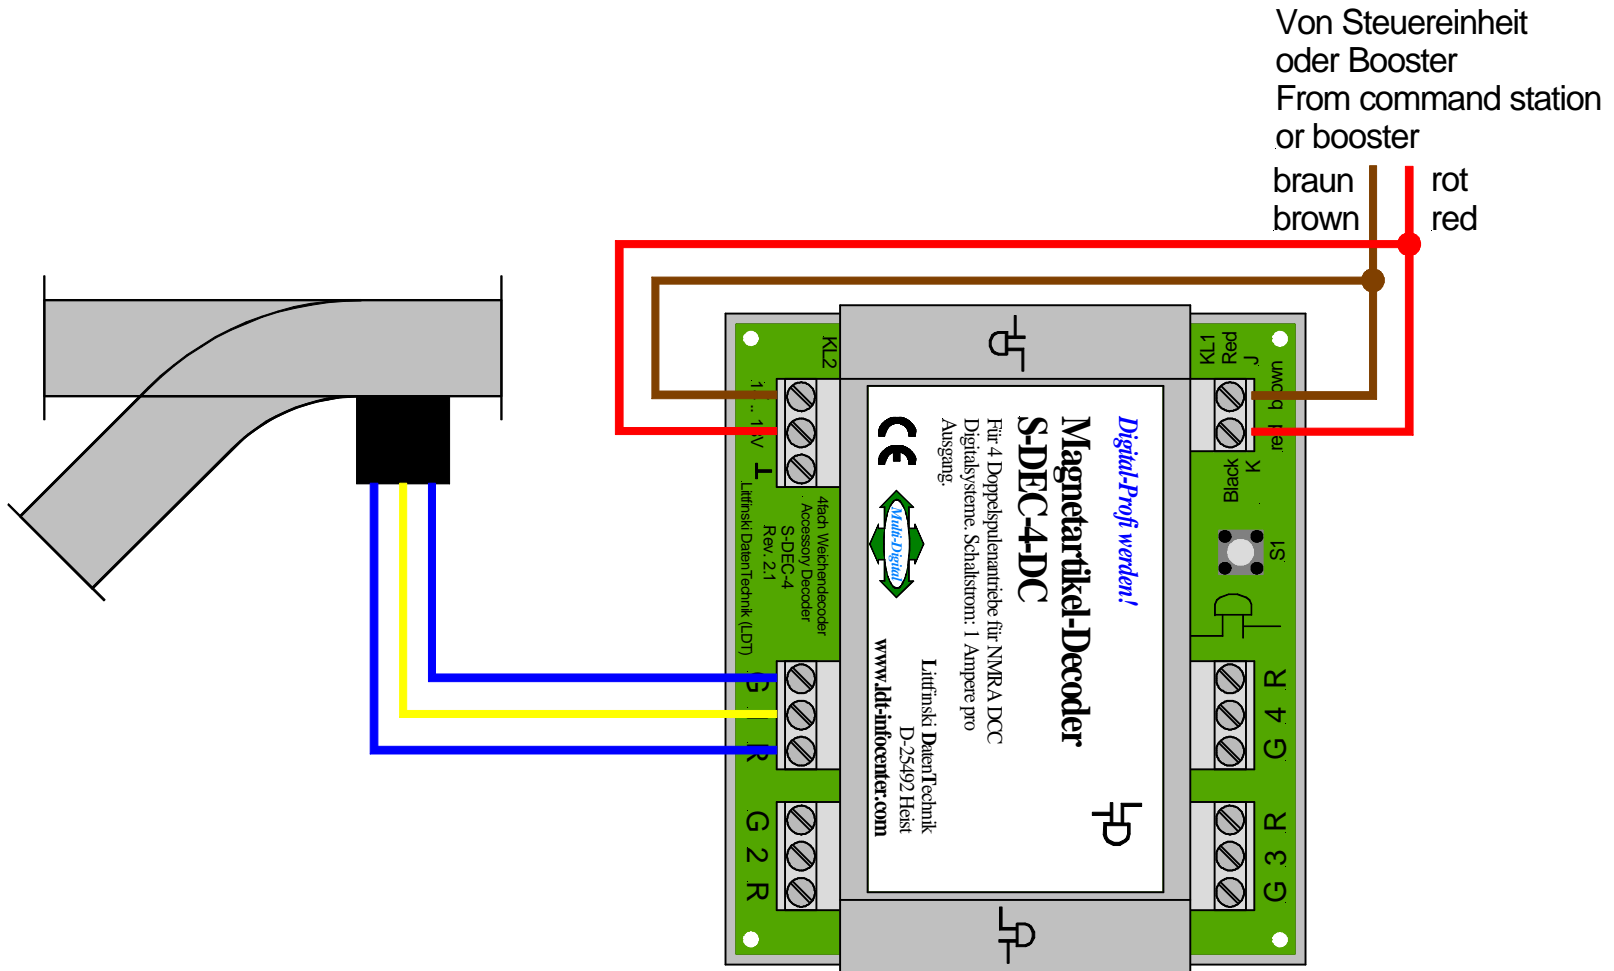 Von Steuereinheit
oder Booster
From command station
or booster
braun
rot
brown
red
KL2
⊥
Littfinski DatenTechnik (LDT)
4fach Weichendecoder
Accessory Decoder
S-DEC-4
Rev. 2.1
G
R
G 2 R
Digital-Profi werden!
Magnetartikel-Decoder
S-DEC-4-DC
Für 4 Doppelspulenantriebe für NMRA DCC
Digitalsysteme. Schaltstrom: 1 Ampere pro
Ausgang.
CE
Multi-Digital
Littfinski DatenTechnik
D-25492 Heist
www.ldt-infocenter.com
LTD
KL1
Red
J
red brown
Black
K
S1
R 4 G
R 3 G